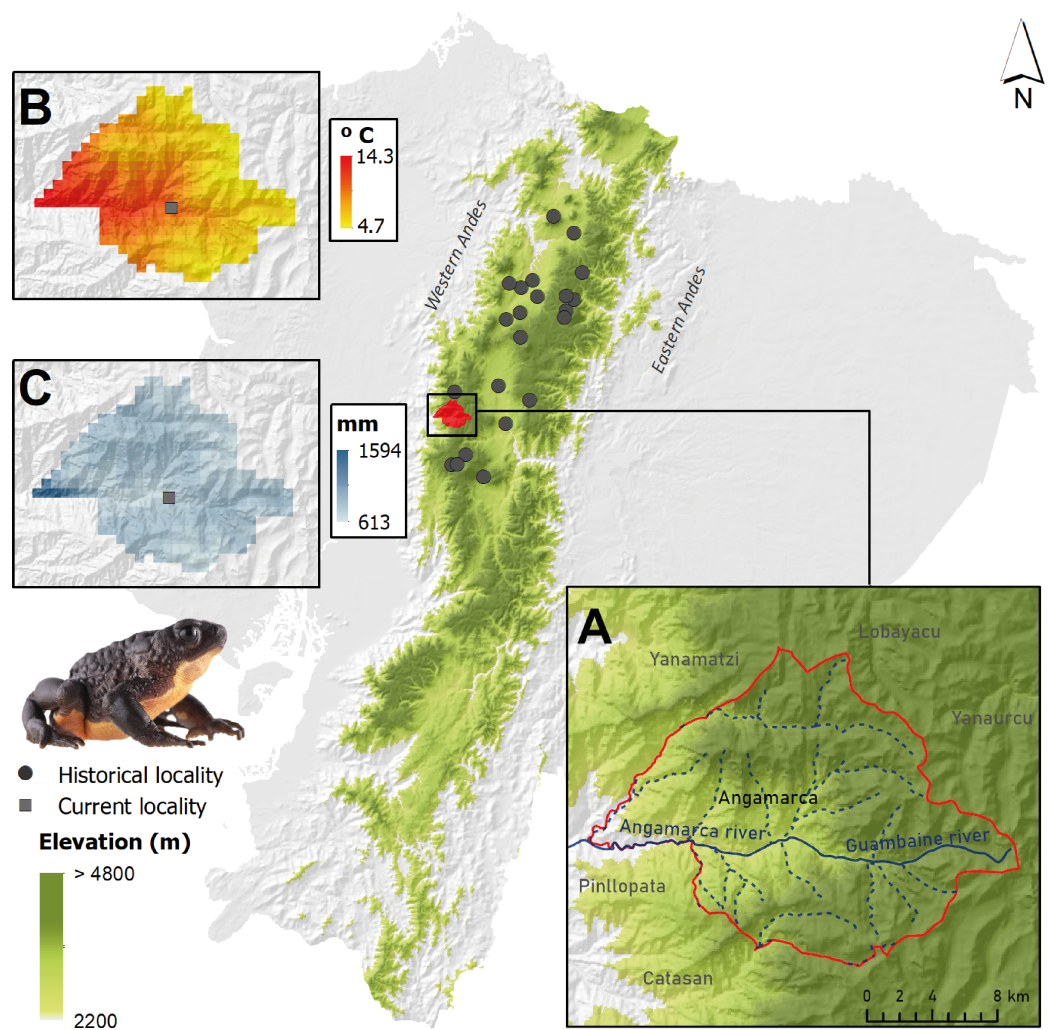 N
B
o C
14.3
4.7
Western Andes
Eastern Andes
C
mm
1594
613
A
Lobayacu
Yanamatzi
Yanaurcu
Angamarca
Angamarca river
Guambaine river
Pinllopata
Catasan
0 2 4 8 km
Historical locality
Current locality
Elevation (m)
> 4800
2200